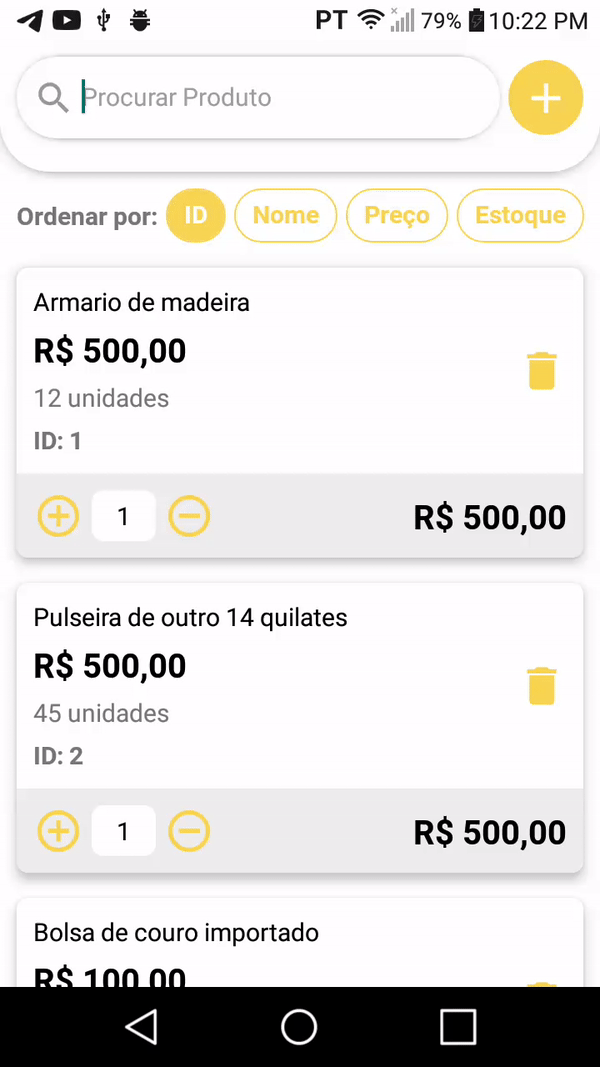 PT 79% 10:22 PM
Procurar Produto
Ordenar por: ID Nome Preço Estoque
Armario de madeira
R$ 500,00
12 unidades
ID: 1
1 R$ 500,00
Pulseira de outro 14 quilates
R$ 500,00
45 unidades
ID: 2
1 R$ 500,00
Bolsa de couro importado
R$ 100,00